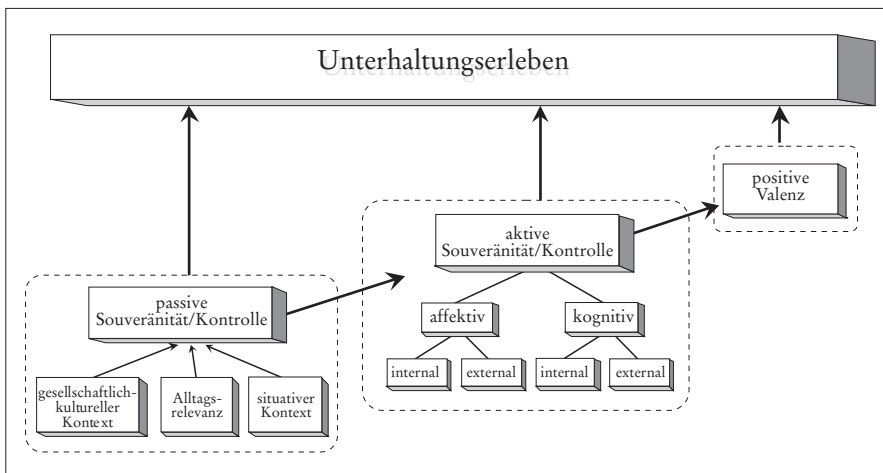 Unterhaltungserleben
positive
Valenz
aktive
Souveränität/Kontrolle
passive
Souveränität/Kontrolle
affektiv
kognitiv
internal
external
internal
external
gesellschaftlich-
kultureller
Kontext
Alltags-
relevanz
situativer
Kontext